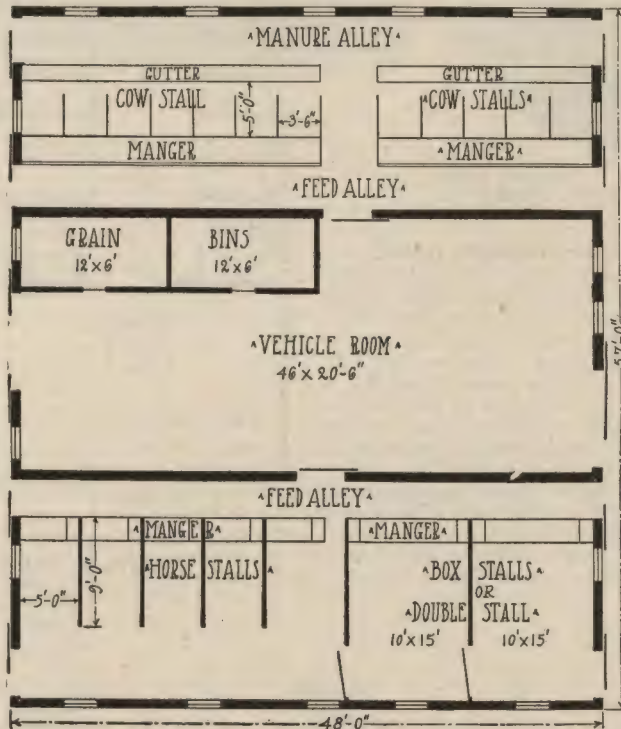 ▴MANURE ALLEY▴
GUTTER
GUTTER
COW STALL
5'-0"
3'-6"
▴COW STALLS▴
MANGER
▴MANGER▴
▴FEED ALLEY▴
GRAIN
BINS
12'x6'
12'x6'
▴VEHICLE ROOM▴
46'x 20'-6"
57'-0"
▴FEED ALLEY▴
▴MANGER▴
▴MANGER▴
▴HORSE STALLS▴
9'-0"
5'-0"
▴BOX STALLS▴
OR
▴DOUBLE STALL▴
10'x15'
10'x15'
48'-0"